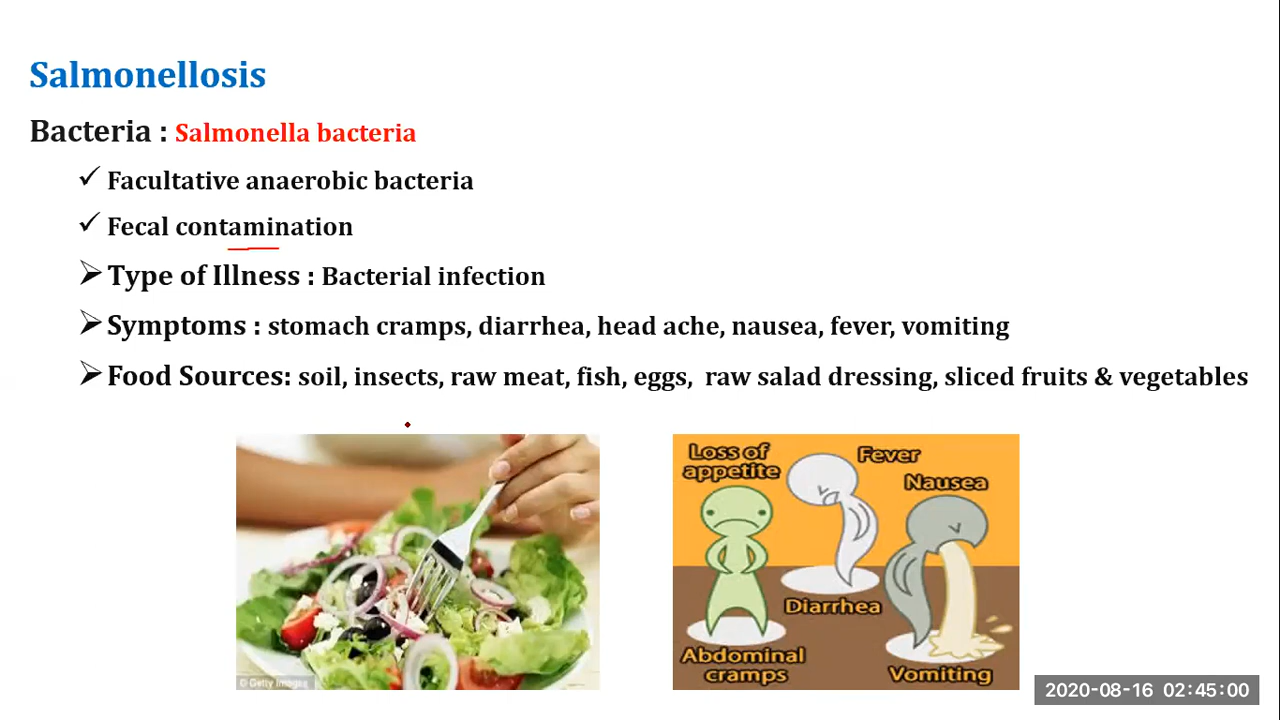 Salmonellosis
Bacteria : Salmonella bacteria
✓ Facultative anaerobic bacteria
✓ Fecal contamination
➢ Type of Illness : Bacterial infection
➢ Symptoms : stomach cramps, diarrhea, head ache, nausea, fever, vomiting
➢ Food Sources: soil, insects, raw meat, fish, eggs, raw salad dressing, sliced fruits & vegetables
Loss of
appetite
Fever
Nausea
Diarrhea
Abdominal
cramps
Vomiting
© Getty Images
2020-08-16 02:45:00